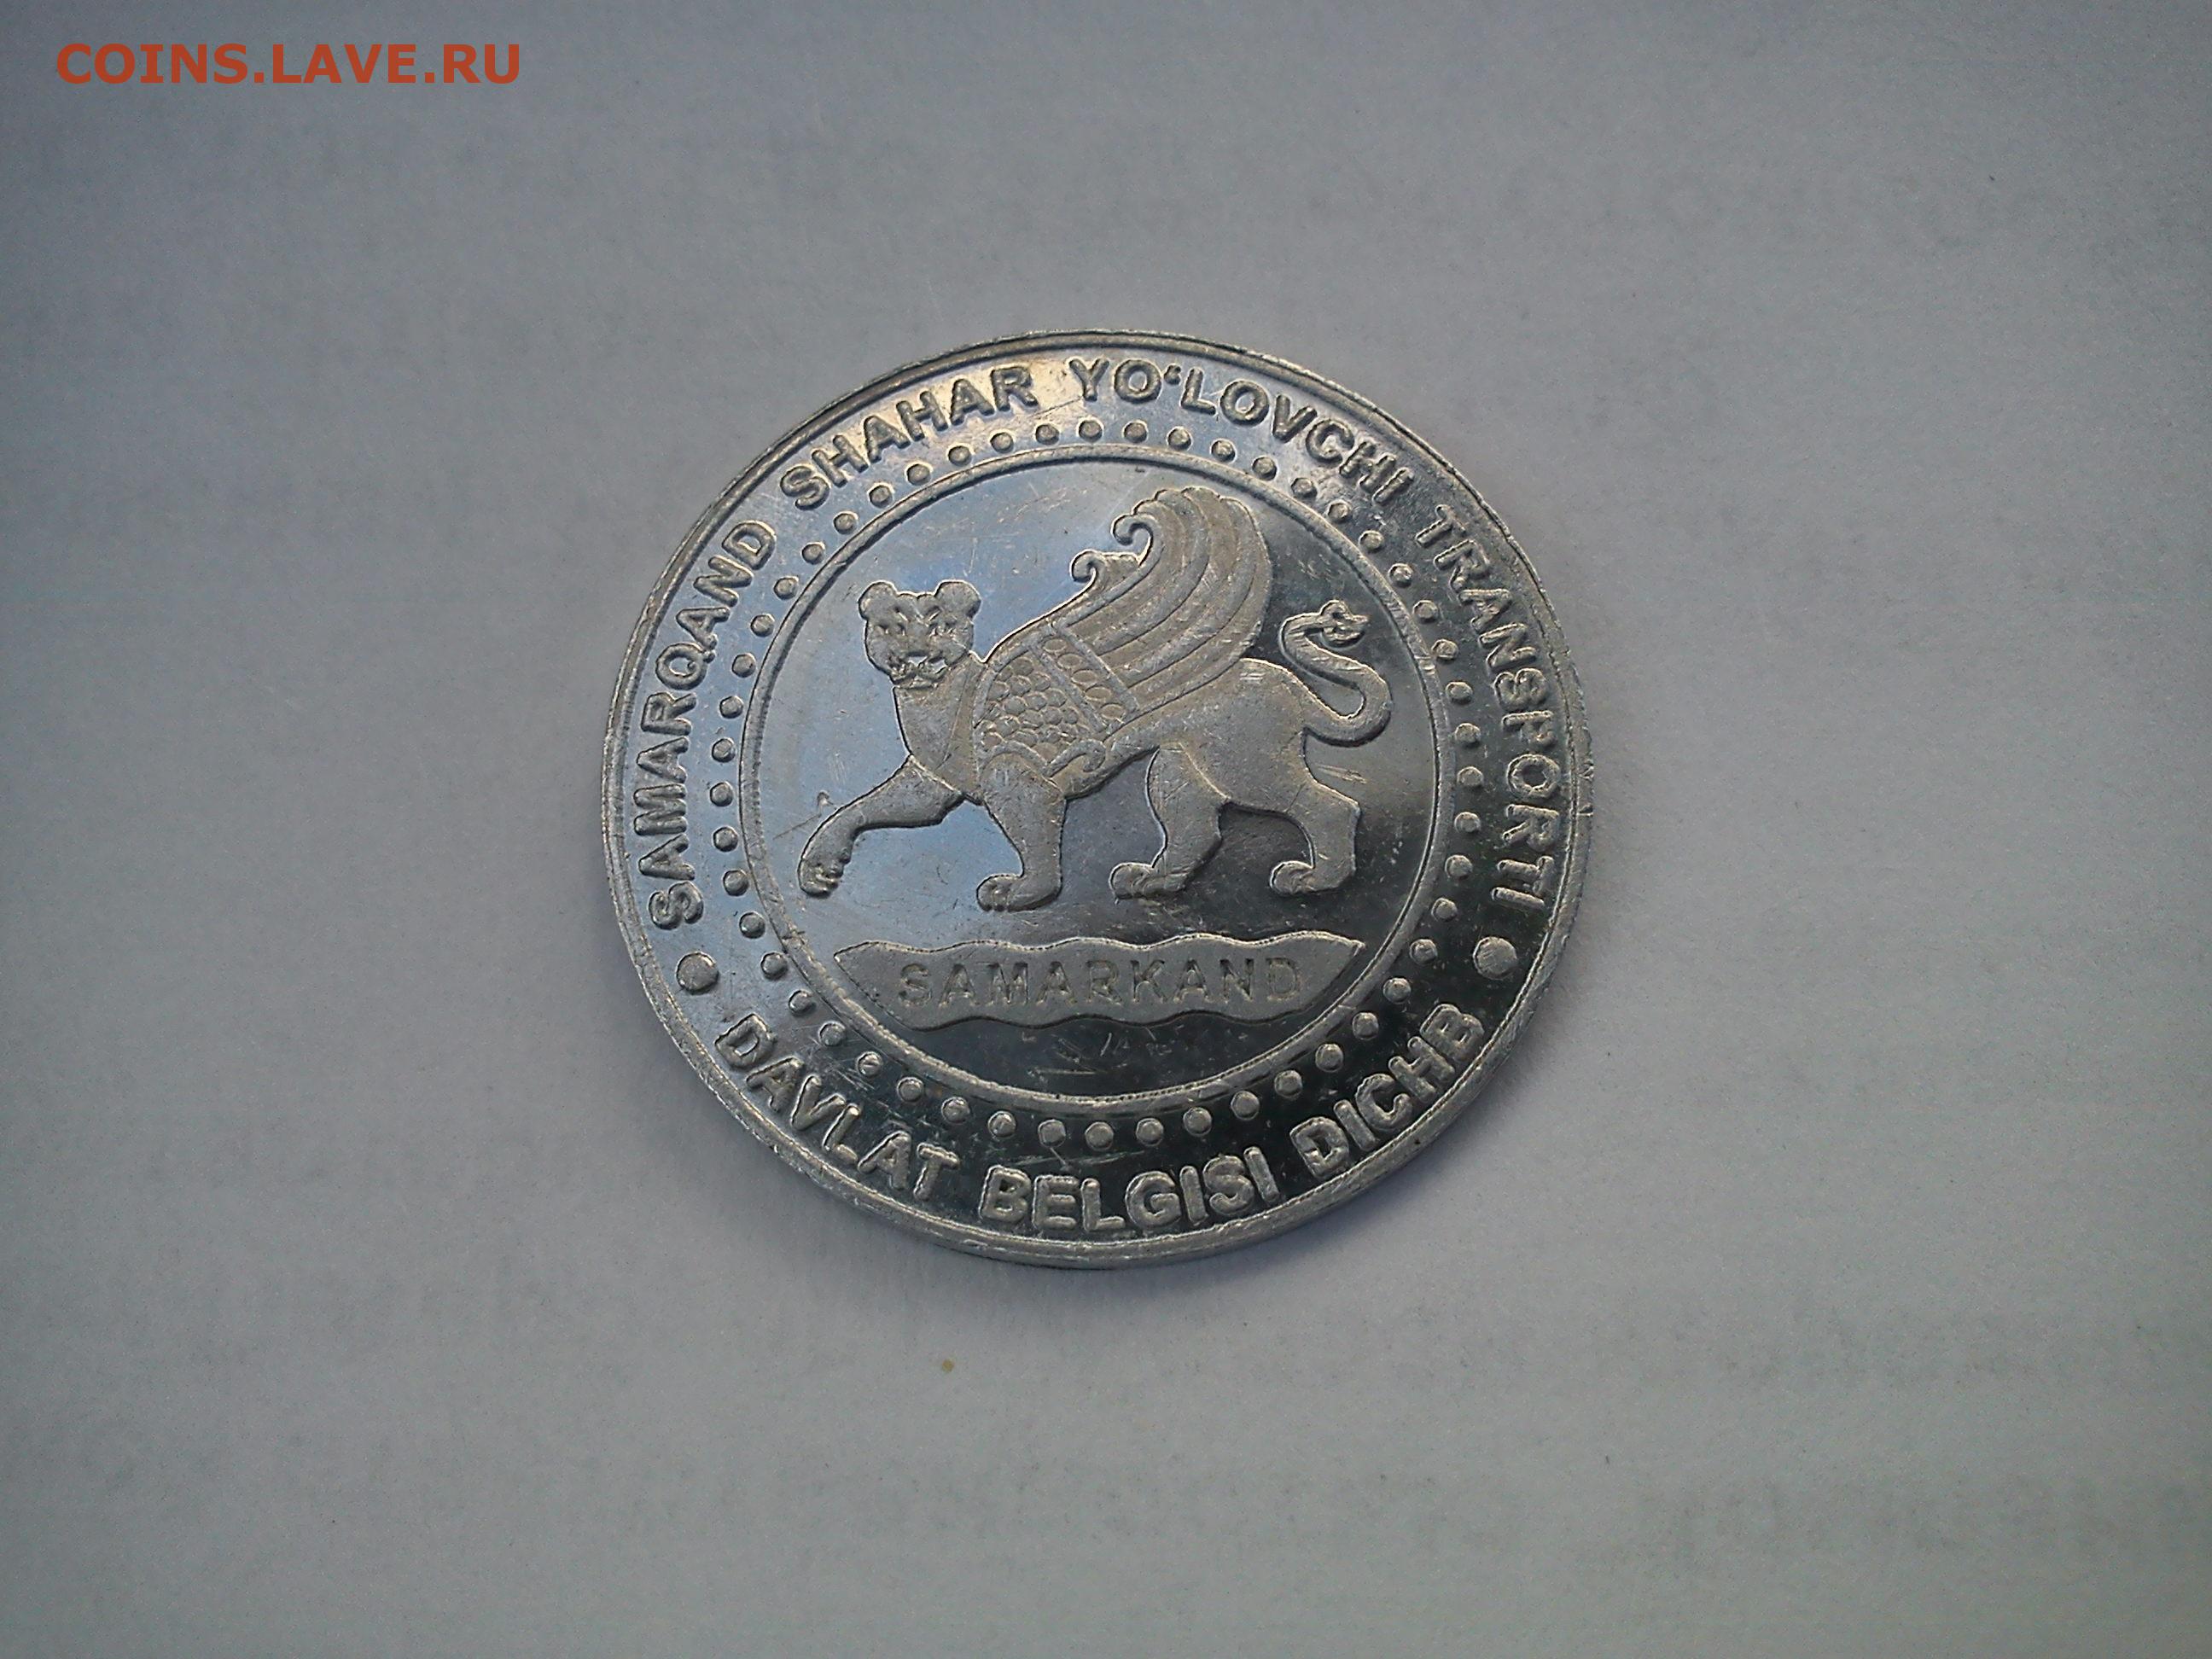 COINS.LAVE.RU
SAMARQAND SHAHAR YO‘LOVCHI TRANSPORTI
SAMARKAND
DAVLAT BELGISI DICHB